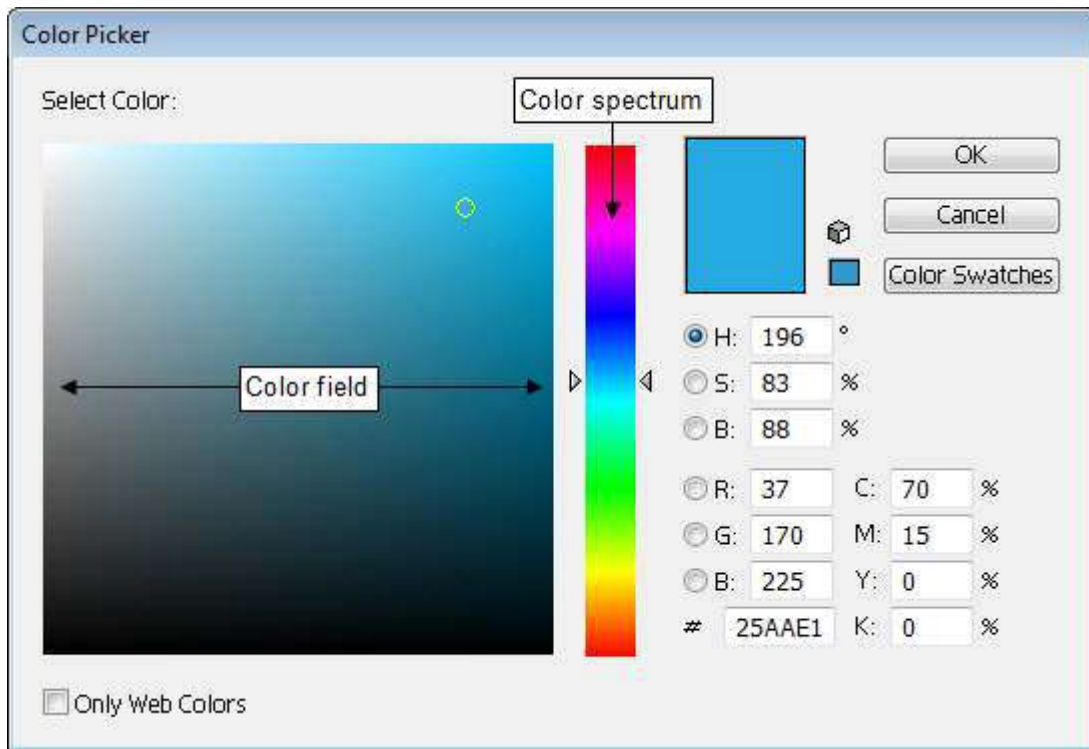 Color Picker
Select Color:
Color spectrum
OK
Cancel
Color Swatches
Color field
H: 196 °
S: 83 %
B: 88 %
R: 37 C: 70 %
G: 170 M: 15 %
B: 225 Y: 0 %
# 25AAE1 K: 0 %
Only Web Colors